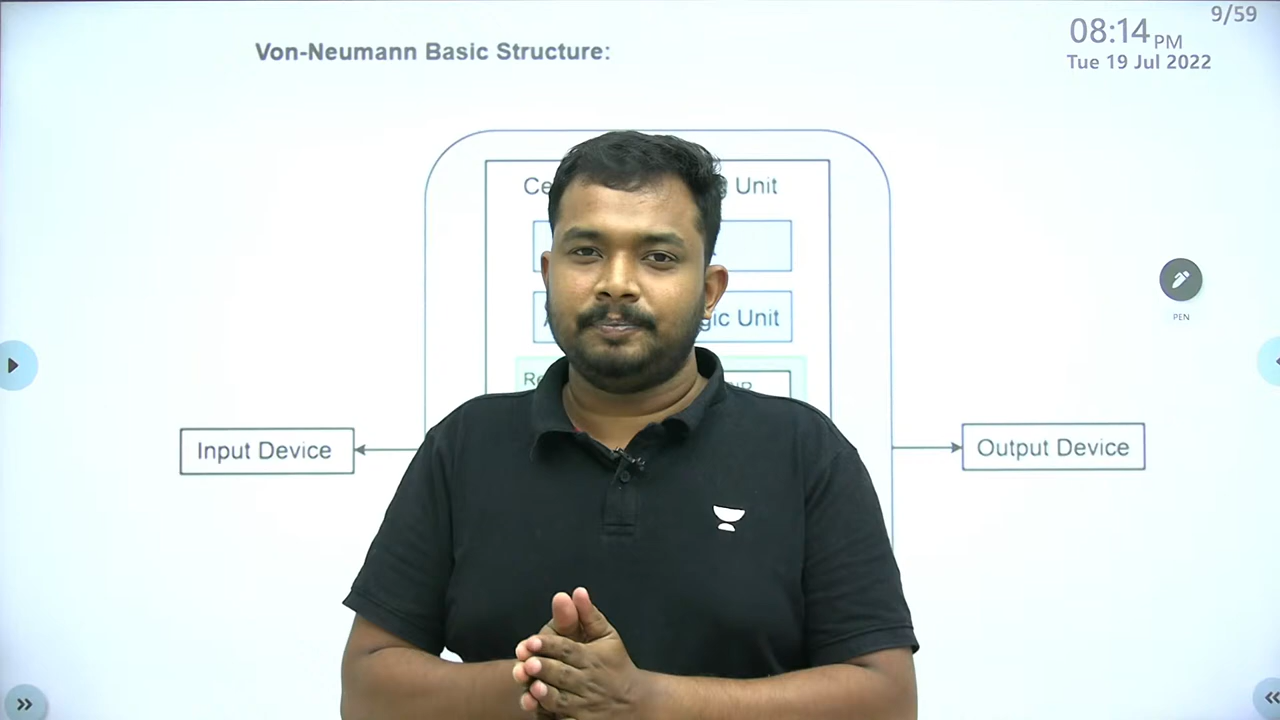 9/59
08:14 PM
Von-Neumann Basic Structure:
Tue 19 Jul 2022
Unit
Unit
PEN
Input Device
Output Device